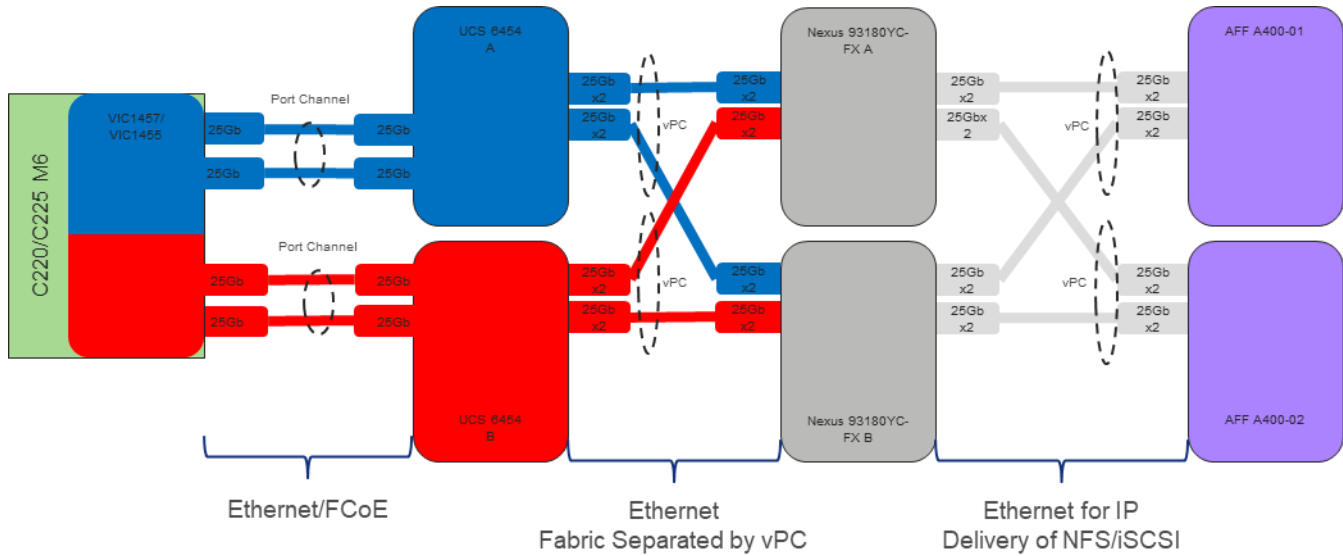 C220/C225 M6
VIC1457/
VIC1455
25Gb
25Gb
25Gb
25Gb
Port Channel
Port Channel
25Gb
25Gb
25Gb
25Gb
UCS 6454
A
UCS 6454
B
25Gb
x2
25Gb
x2
25Gb
x2
25Gb
x2
vPC
vPC
25Gb
x2
25Gb
x2
25Gb
x2
25Gb
x2
Nexus 93180YC-
FX A
Nexus 93180YC-
FX B
25Gb
x2
25Gbx
2
25Gb
x2
25Gb
x2
vPC
vPC
25Gb
x2
25Gb
x2
25Gb
x2
25Gb
x2
AFF A400-01
AFF A400-02
Ethernet/FCoE
Ethernet
Fabric Separated by vPC
Ethernet for IP
Delivery of NFS/iSCSI